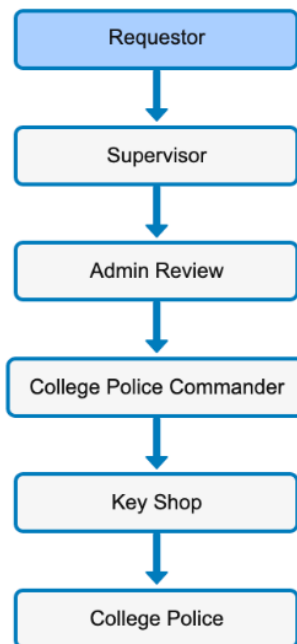 Requestor
Supervisor
Admin Review
College Police Commander
Key Shop
College Police